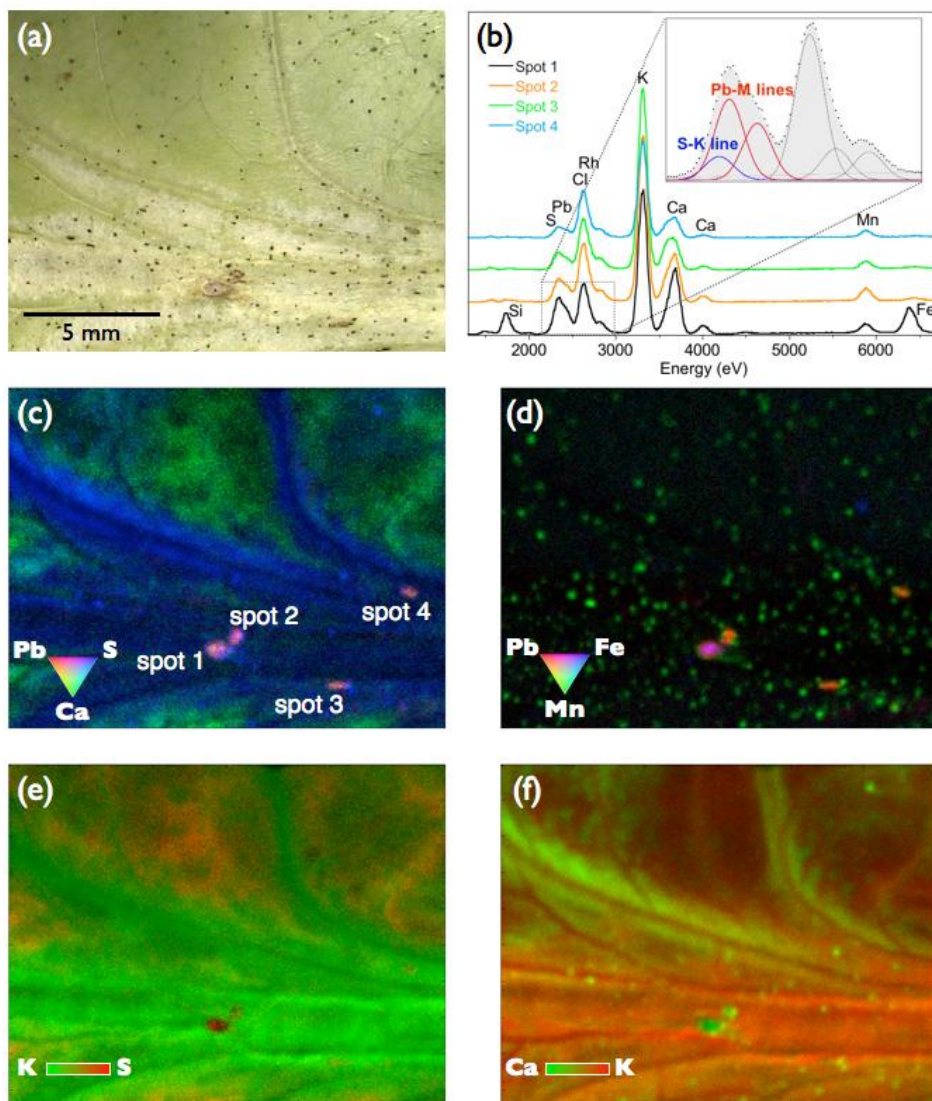 (a)
5 mm
(b)
Spot 1
Spot 2
Spot 3
Spot 4
K
Pb-M lines
S-K line
Rh
Cl
Pb
S
Ca
Ca
Mn
Si
Fe
2000 3000 4000 5000 6000
Energy (eV)
(c)
spot 4
spot 2
Pb S
spot 1
Ca
spot 3
(d)
Pb Fe
Mn
(e)
K S
(f)
Ca K